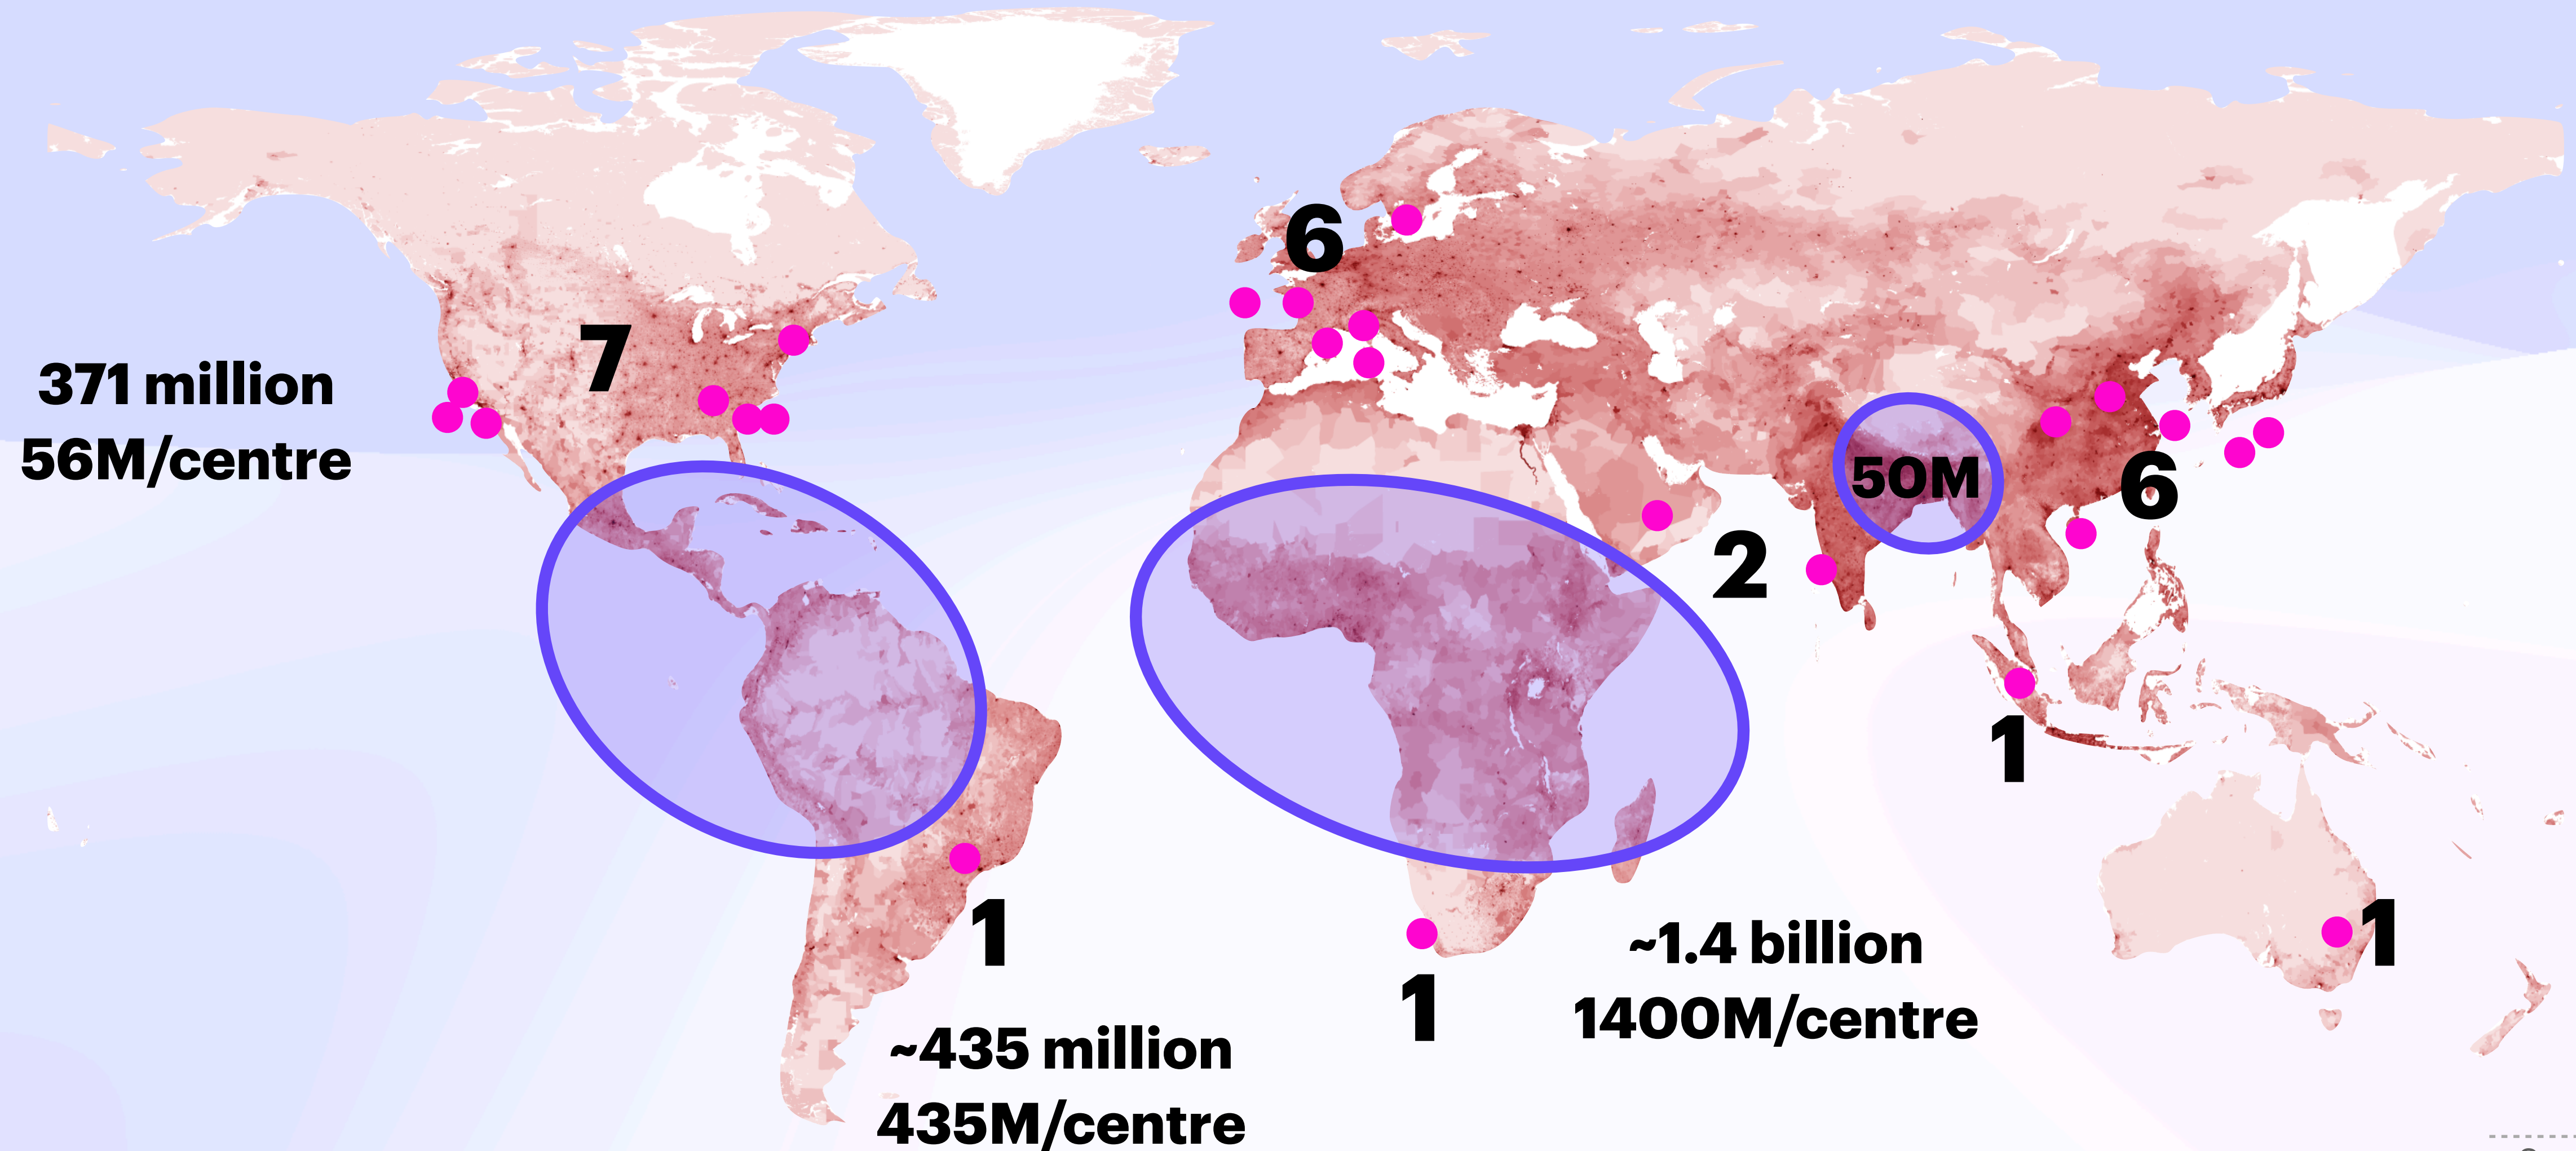 6
7
371 million
56M/centre
50M
6
2
1
1
1
~435 million
435M/centre
1
~1.4 billion
1400M/centre